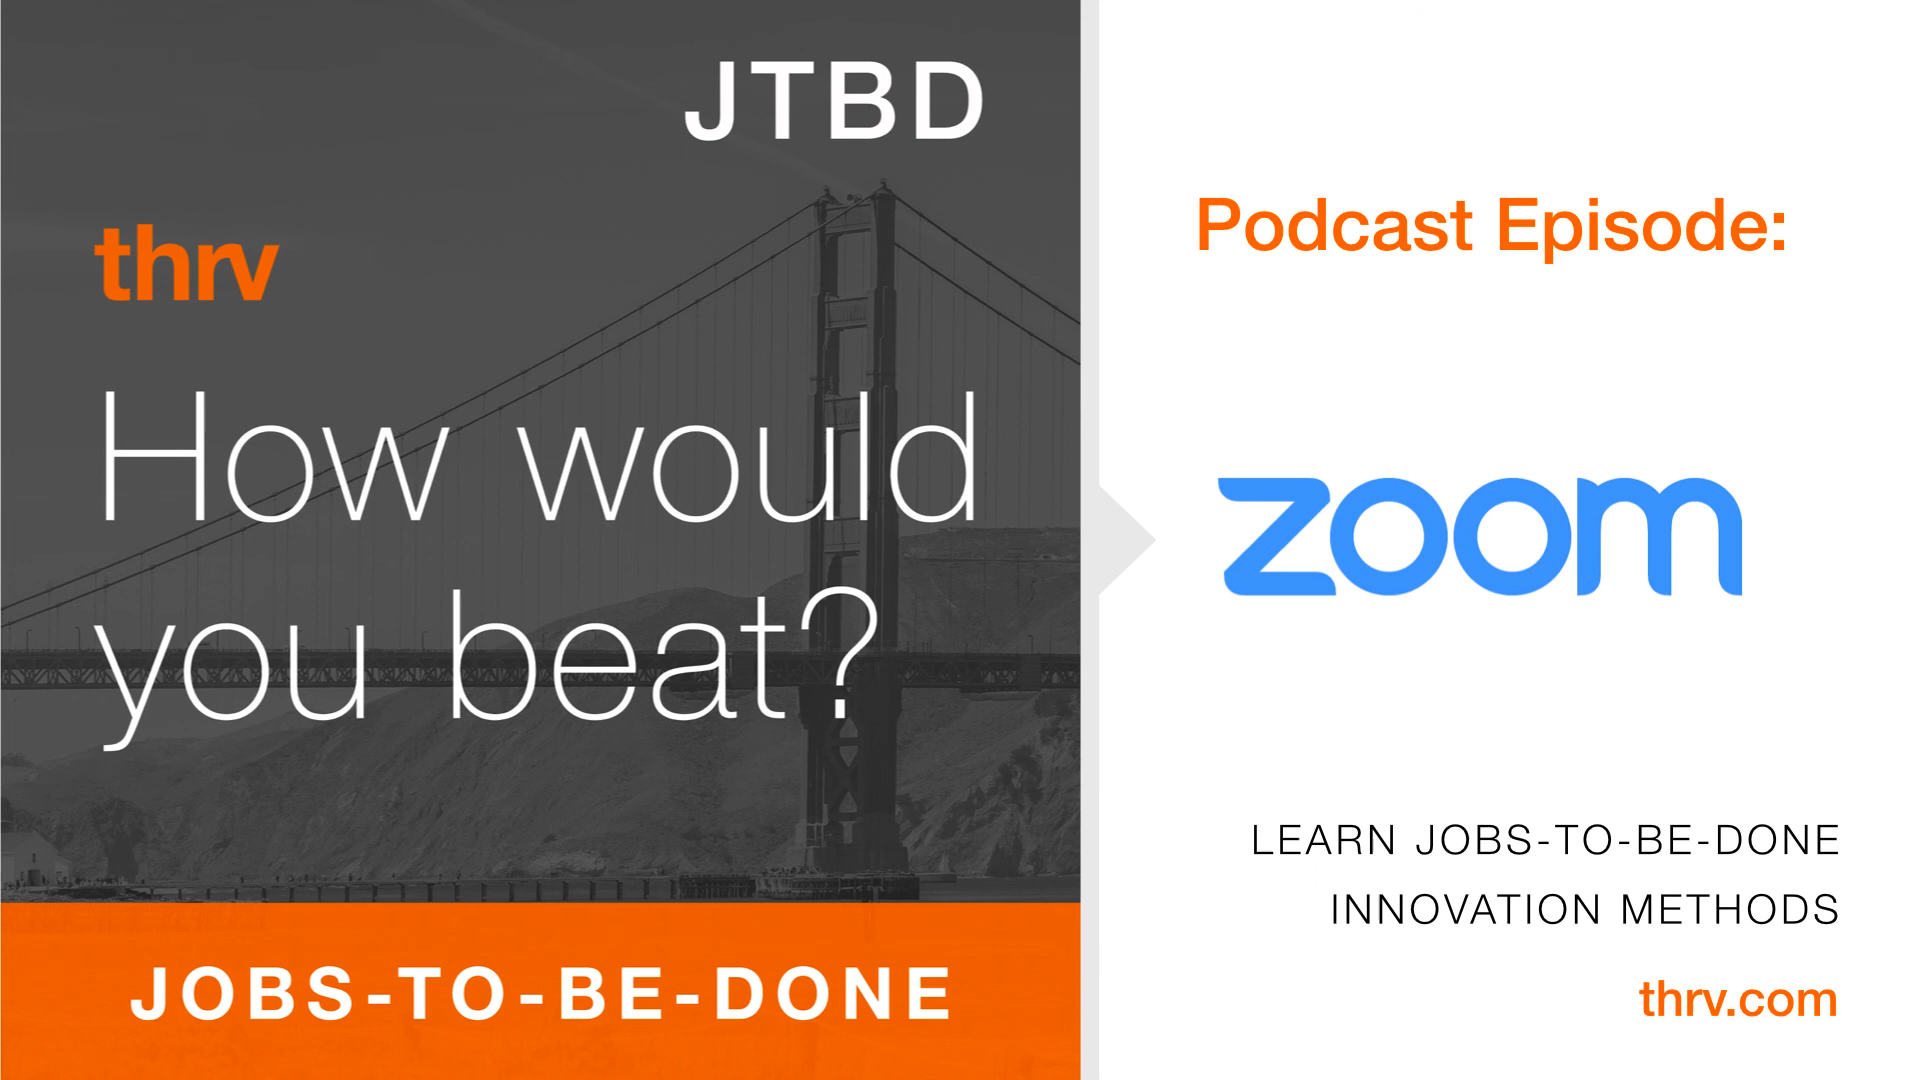 JTBD
thrv
How would
you beat?
JOBS-TO-BE-DONE
Podcast Episode:
zoom
LEARN JOBS-TO-BE-DONE
INNOVATION METHODS
thrv.com